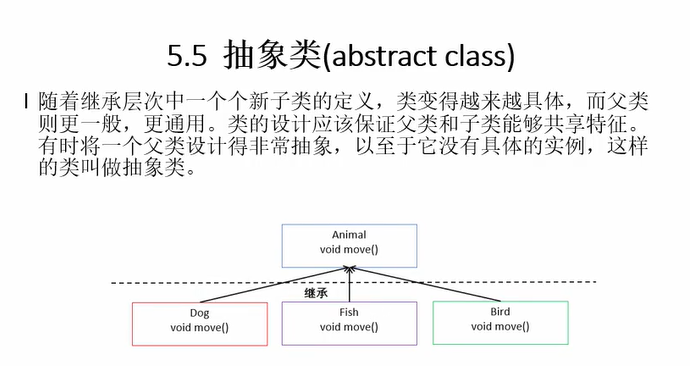 5.5 抽象类(abstract class)
l 随着继承层次中一个个新子类的定义，类变得越来越具体，而父类
则更一般，更通用。类的设计应该保证父类和子类能够共享特征。
有时将一个父类设计得非常抽象，以至于它没有具体的实例，这样
的类叫做抽象类。
Animal
void move()
继承
Dog
void move()
Fish
void move()
Bird
void move()